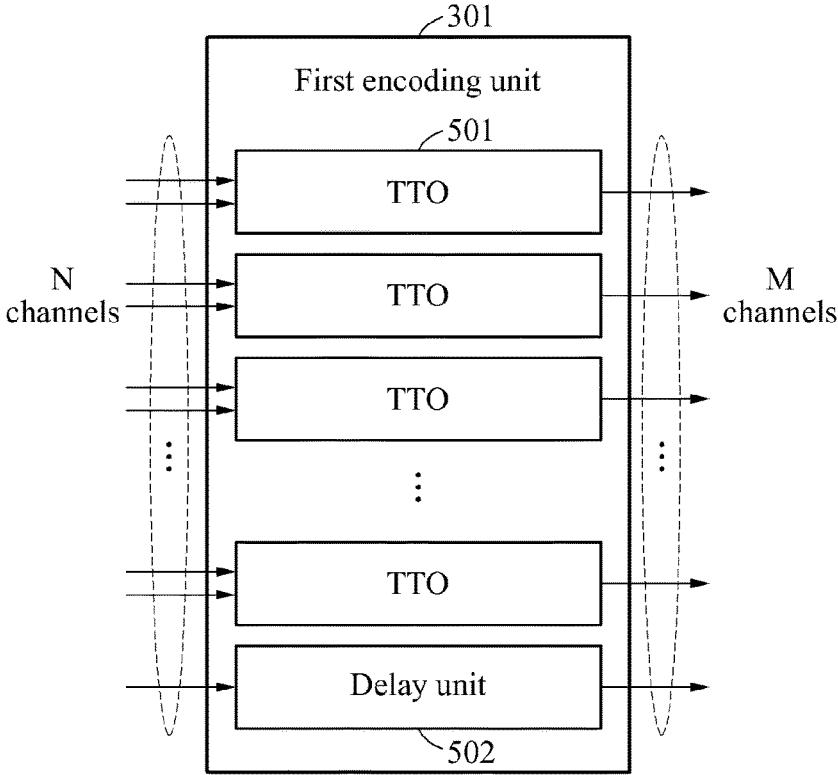 301
First encoding unit
501
TTO
N
channels
TTO
M
channels
TTO
TTO
Delay unit
502